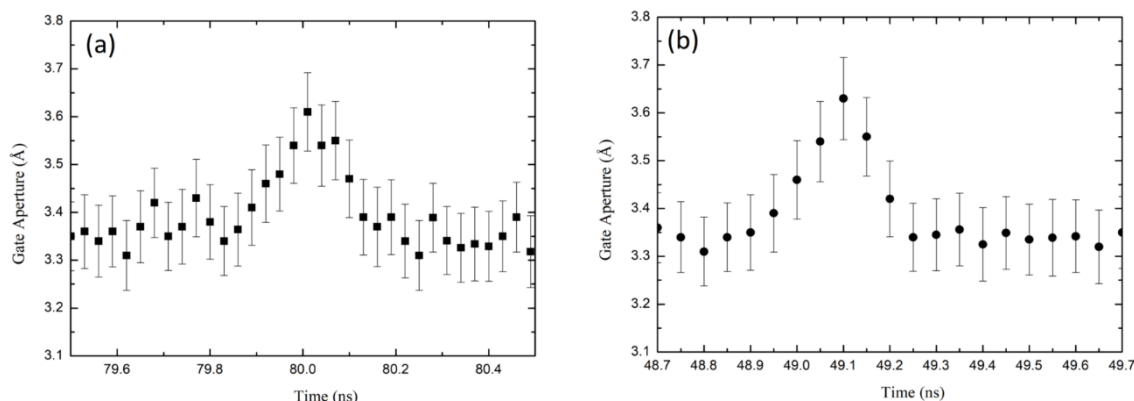 (a)
3.8
3.7
3.6
3.5
3.4
3.3
3.2
3.1
Gate Aperture (Å)
79.6 79.8 80.0 80.2 80.4
Time (ns)
(b)
3.8
3.7
3.6
3.5
3.4
3.3
3.2
3.1
Gate Aperture (Å)
48.7 48.8 48.9 49.0 49.1 49.2 49.3 49.4 49.5 49.6 49.7
Time (ns)